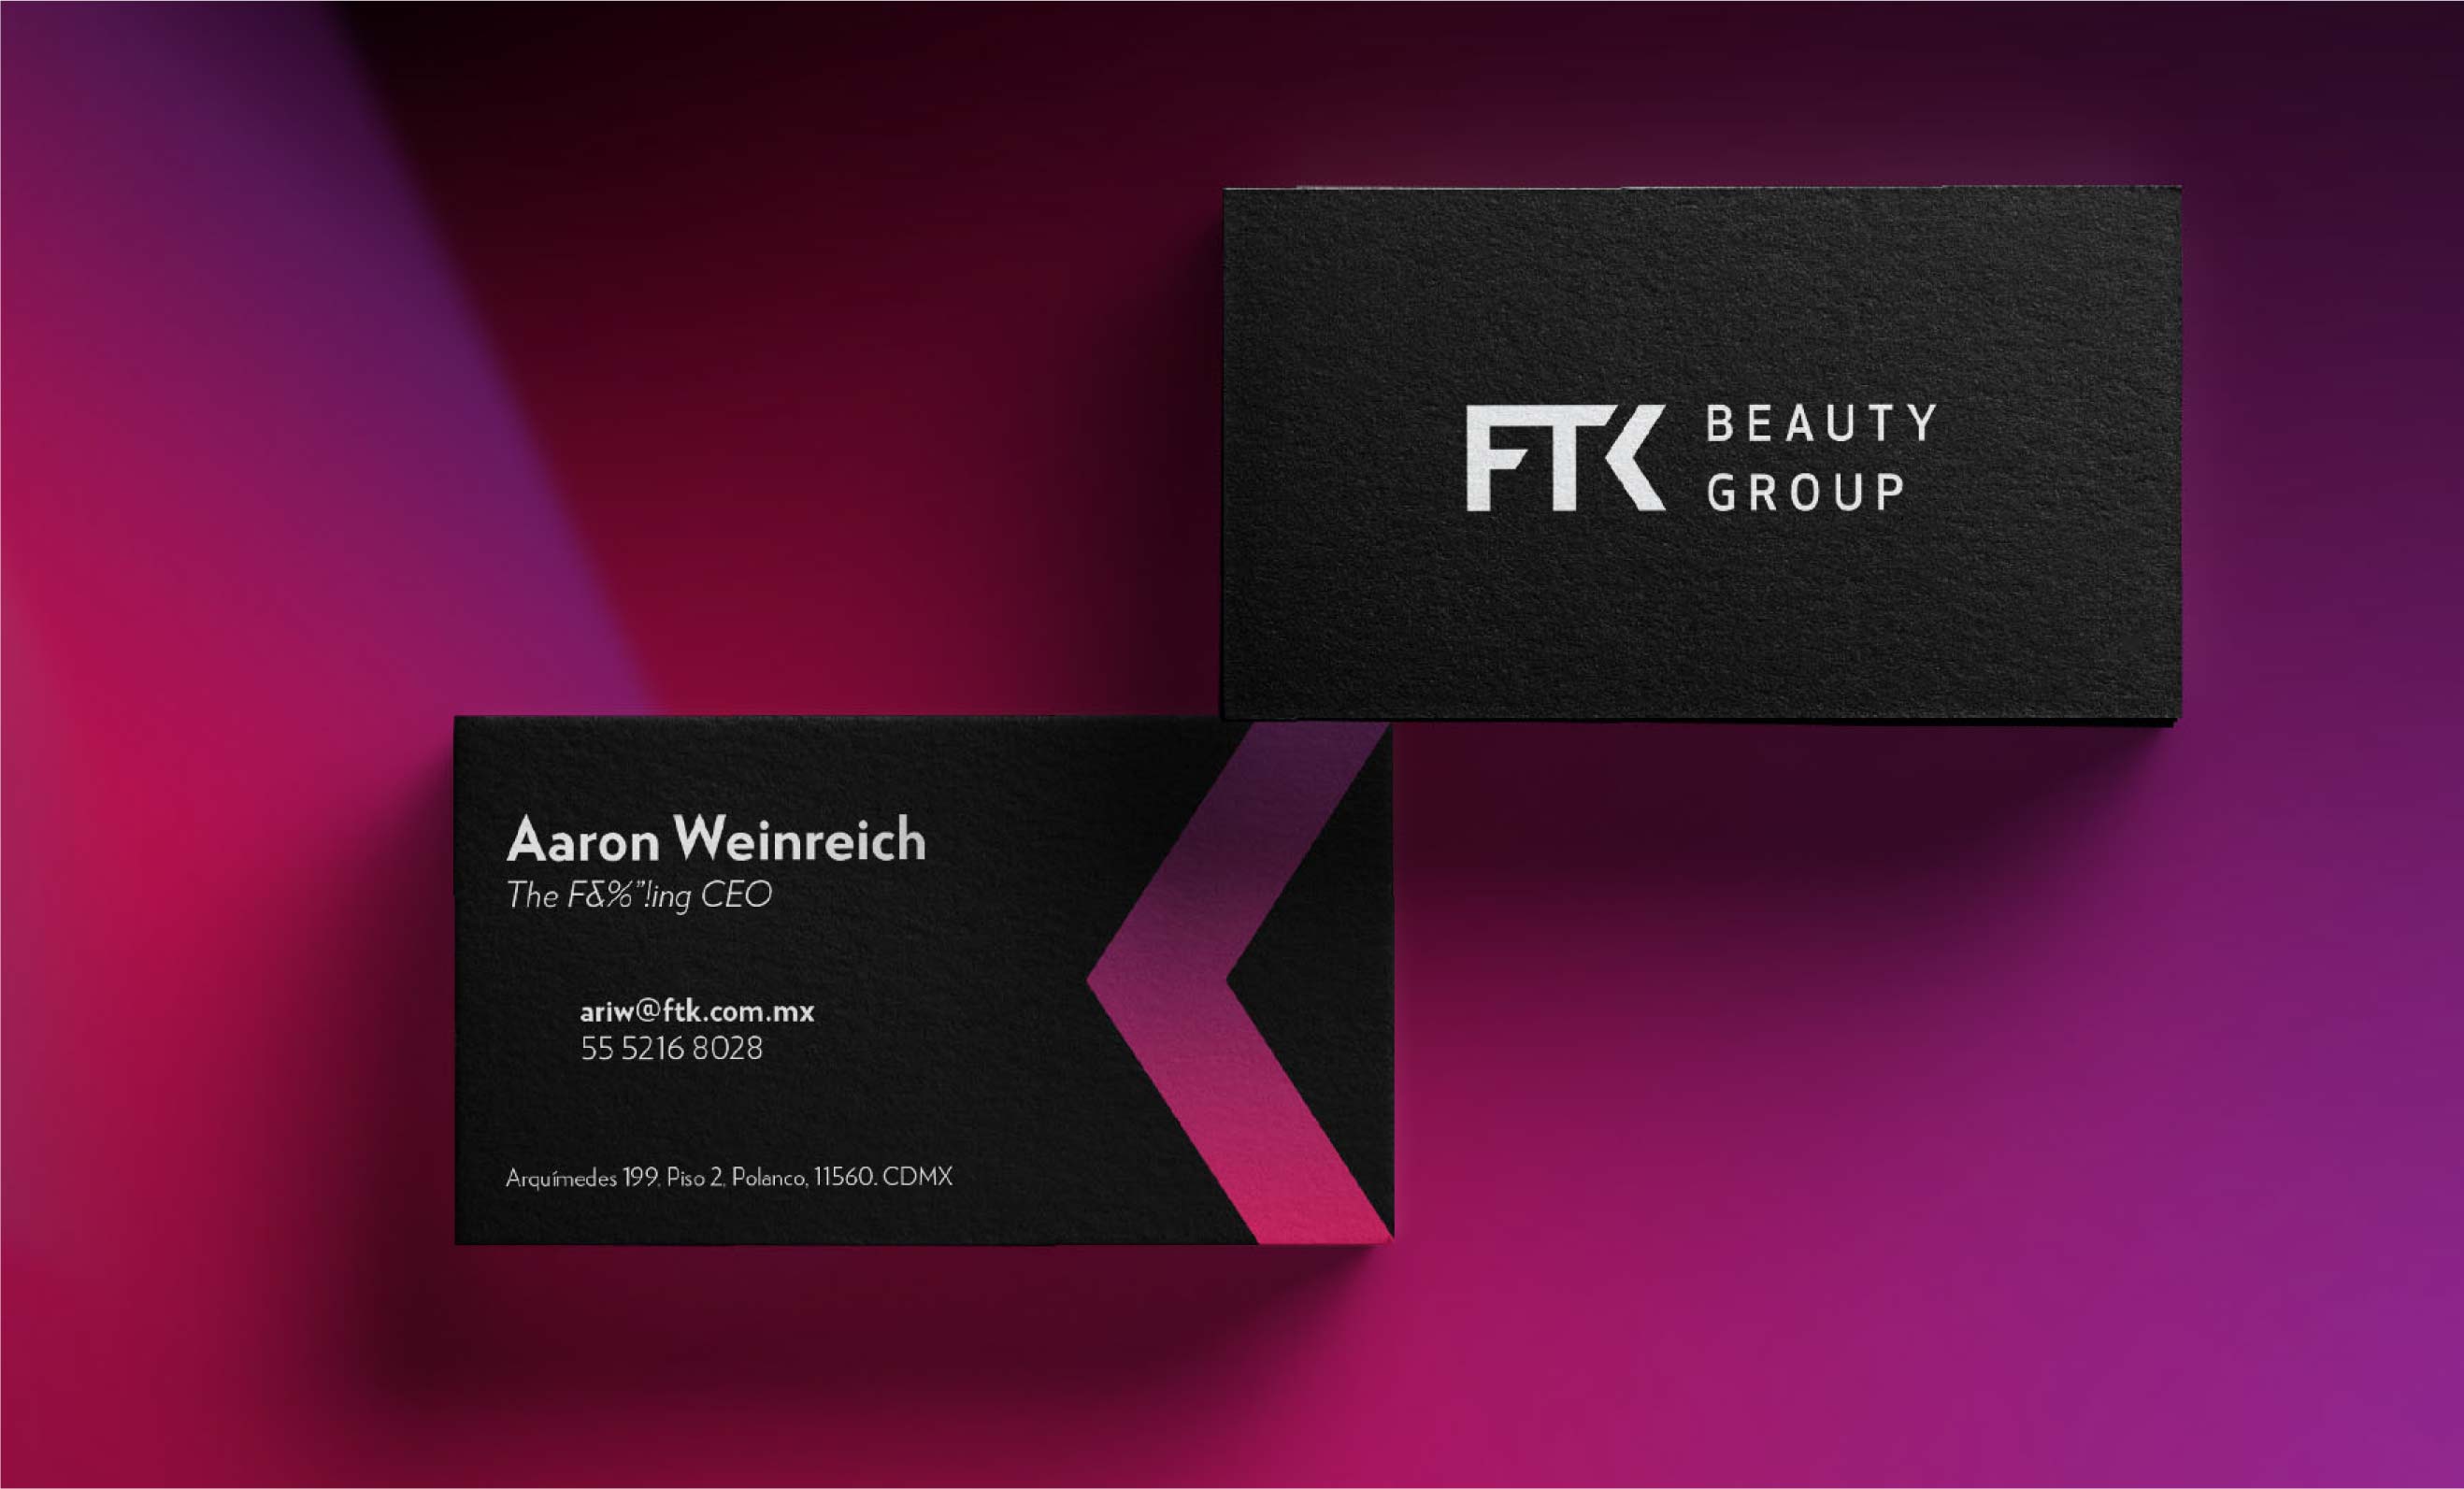 FTK BEAUTY
GROUP
Aaron Weinreich
The F&%"!ing CEO
ariw@ftk.com.mx
55 5216 8028
Arquímedes 199, Piso 2, Polanco, 11560. CDMX